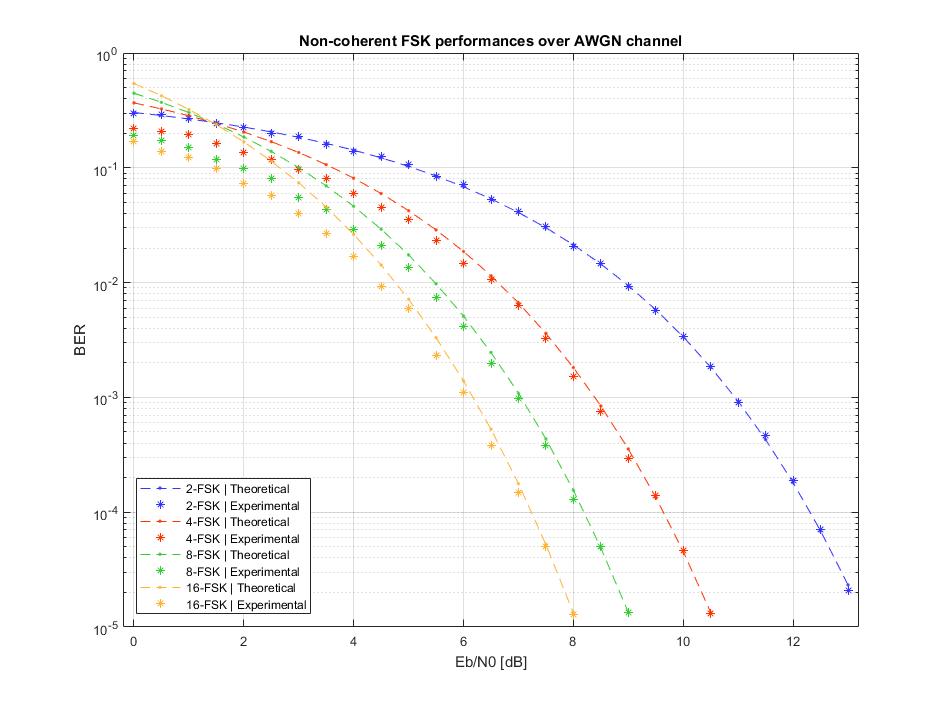 Non-coherent FSK performances over AWGN channel
10^0
10^-1
10^-2
10^-3
10^-4
10^-5
BER
2-FSK | Theoretical
2-FSK | Experimental
4-FSK | Theoretical
4-FSK | Experimental
8-FSK | Theoretical
8-FSK | Experimental
16-FSK | Theoretical
16-FSK | Experimental
0 2 4 6 8 10 12
Eb/N0 [dB]